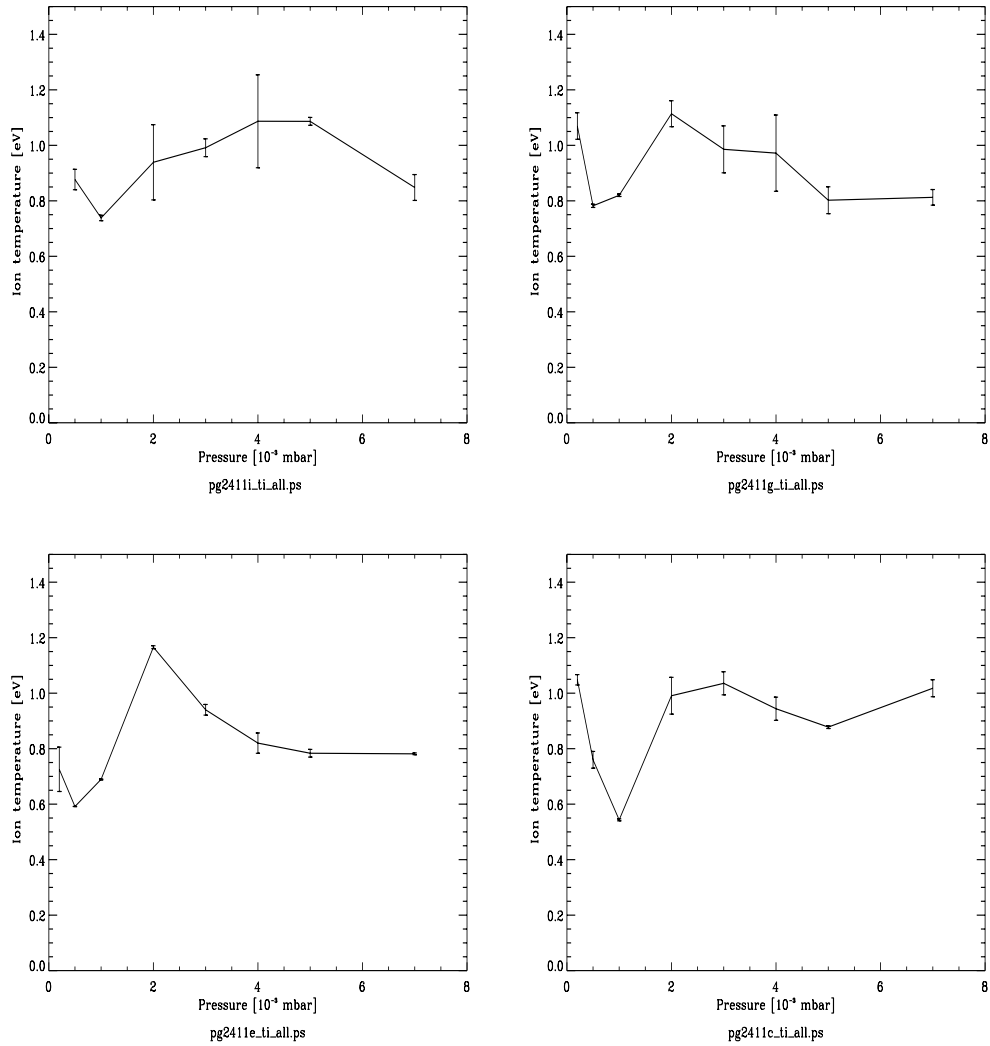 Ion temperature [eV]
1.4
1.2
1.0
0.8
0.6
0.4
0.2
0.0
0 2 4 6 8
Pressure [10⁻³ mbar]
pg2411i_ti_all.ps
Ion temperature [eV]
1.4
1.2
1.0
0.8
0.6
0.4
0.2
0.0
0 2 4 6 8
Pressure [10⁻³ mbar]
pg2411g_ti_all.ps
Ion temperature [eV]
1.4
1.2
1.0
0.8
0.6
0.4
0.2
0.0
0 2 4 6 8
Pressure [10⁻³ mbar]
pg2411e_ti_all.ps
Ion temperature [eV]
1.4
1.2
1.0
0.8
0.6
0.4
0.2
0.0
0 2 4 6 8
Pressure [10⁻³ mbar]
pg2411c_ti_all.ps